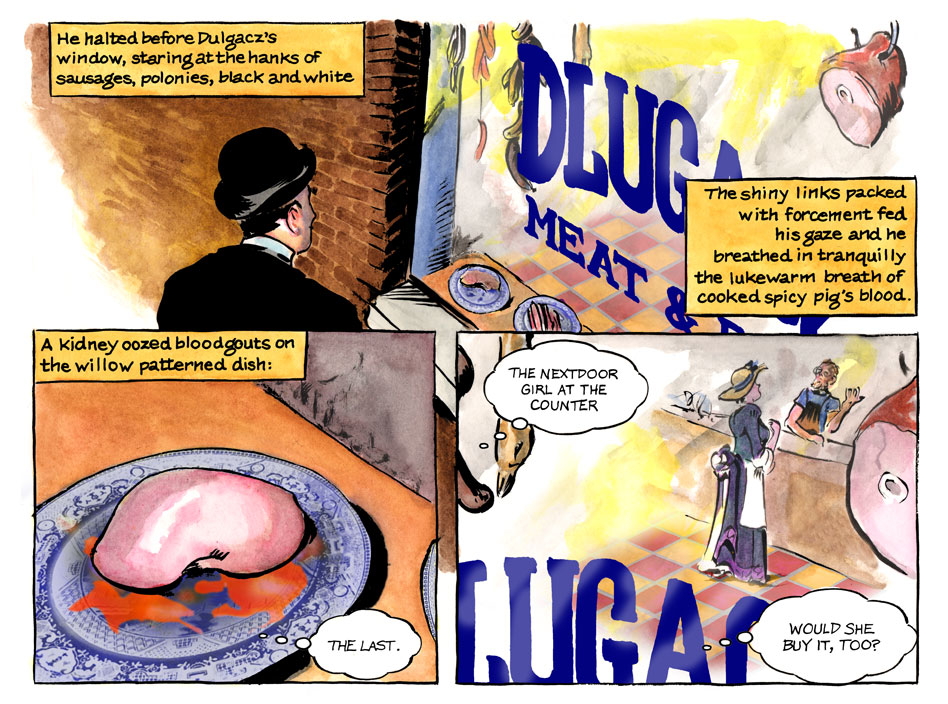 He halted before Dulgacz's
window, staring at the hanks of
sausages, polonies, black and white
DLUGA
MEAT &
The shiny links packed
with forcement fed
his gaze and he
breathed in tranquilly
the lukewarm breath of
cooked spicy pig's blood.
A kidney oozed bloodgouts on
the willow patterned dish:
THE LAST.
THE NEXTDOOR
GIRL AT THE
COUNTER
LUGAC
WOULD SHE
BUY IT, TOO?